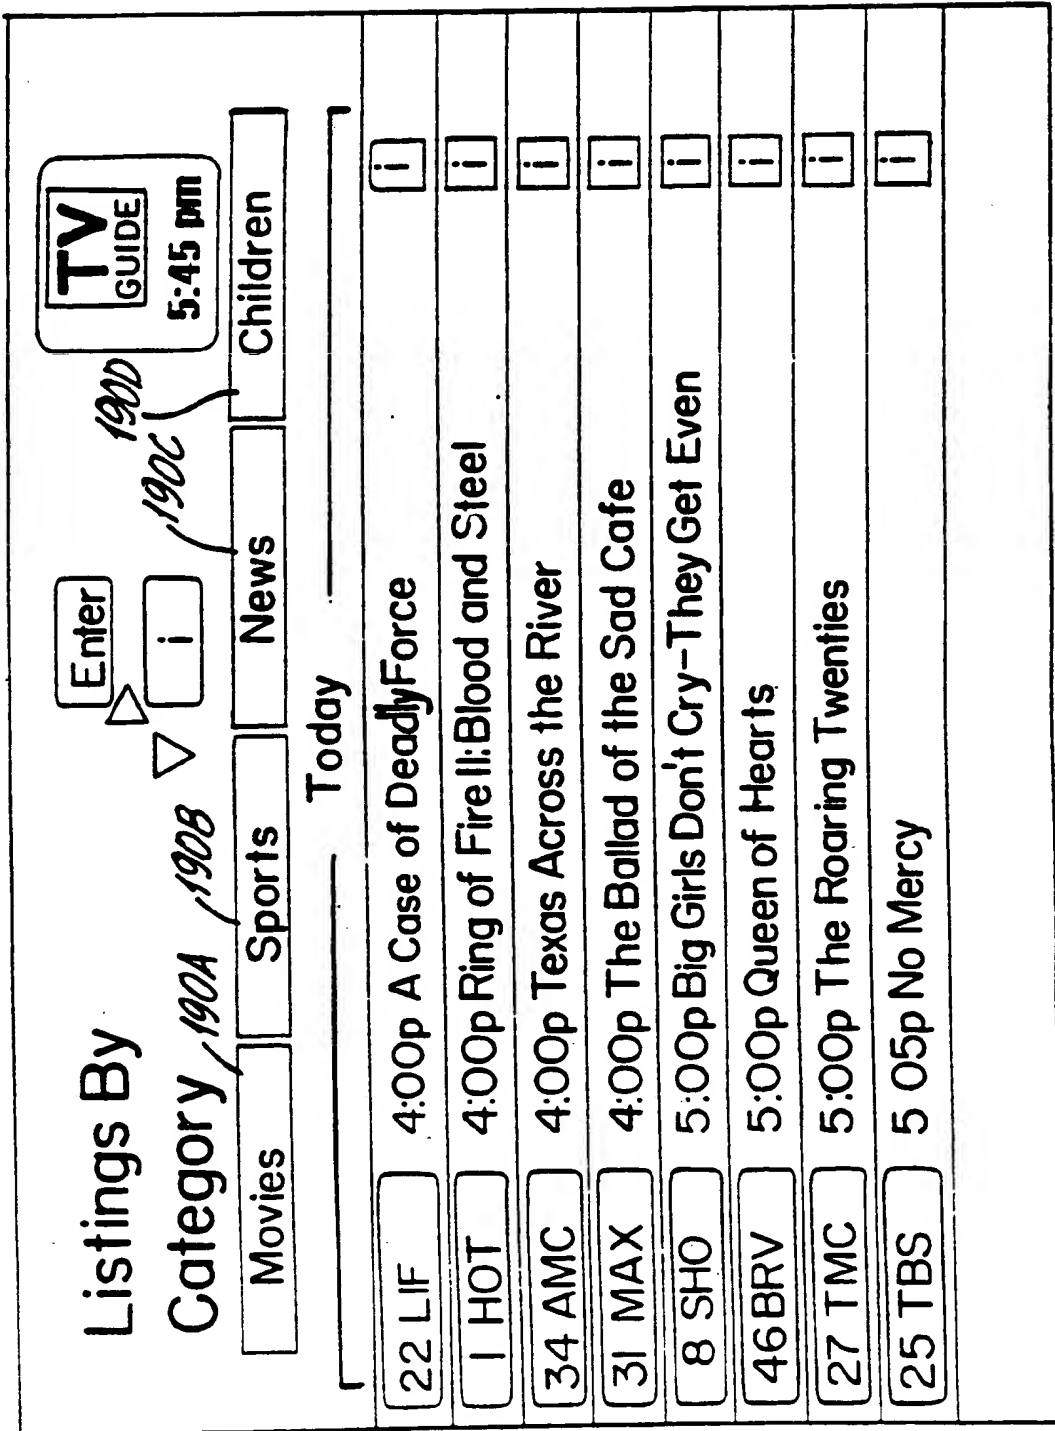 Listings By
Category
Enter
i
TV
GUIDE
5:45 pm
190A
190B
190C
190D
Movies
Sports
News
Children
Today
22 LIF 4:00p A Case of Deadly Force i
1 HOT 4:00p Ring of Fire II: Blood and Steel i
34 AMC 4:00p Texas Across the River i
31 MAX 4:00p The Ballad of the Sad Cafe i
8 SHO 5:00p Big Girls Don't Cry-They Get Even i
46 BRV 5:00p Queen of Hearts i
27 TMC 5:00p The Roaring Twenties i
25 TBS 5 05p No Mercy i